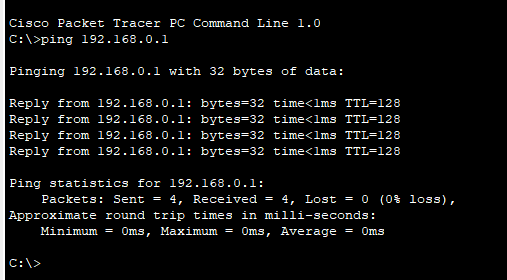 Cisco Packet Tracer PC Command Line 1.0
C:\>ping 192.168.0.1
Pinging 192.168.0.1 with 32 bytes of data:
Reply from 192.168.0.1: bytes=32 time<1ms TTL=128
Reply from 192.168.0.1: bytes=32 time<1ms TTL=128
Reply from 192.168.0.1: bytes=32 time<1ms TTL=128
Reply from 192.168.0.1: bytes=32 time<1ms TTL=128
Ping statistics for 192.168.0.1:
    Packets: Sent = 4, Received = 4, Lost = 0 (0% loss),
Approximate round trip times in milli-seconds:
    Minimum = 0ms, Maximum = 0ms, Average = 0ms
C:\>